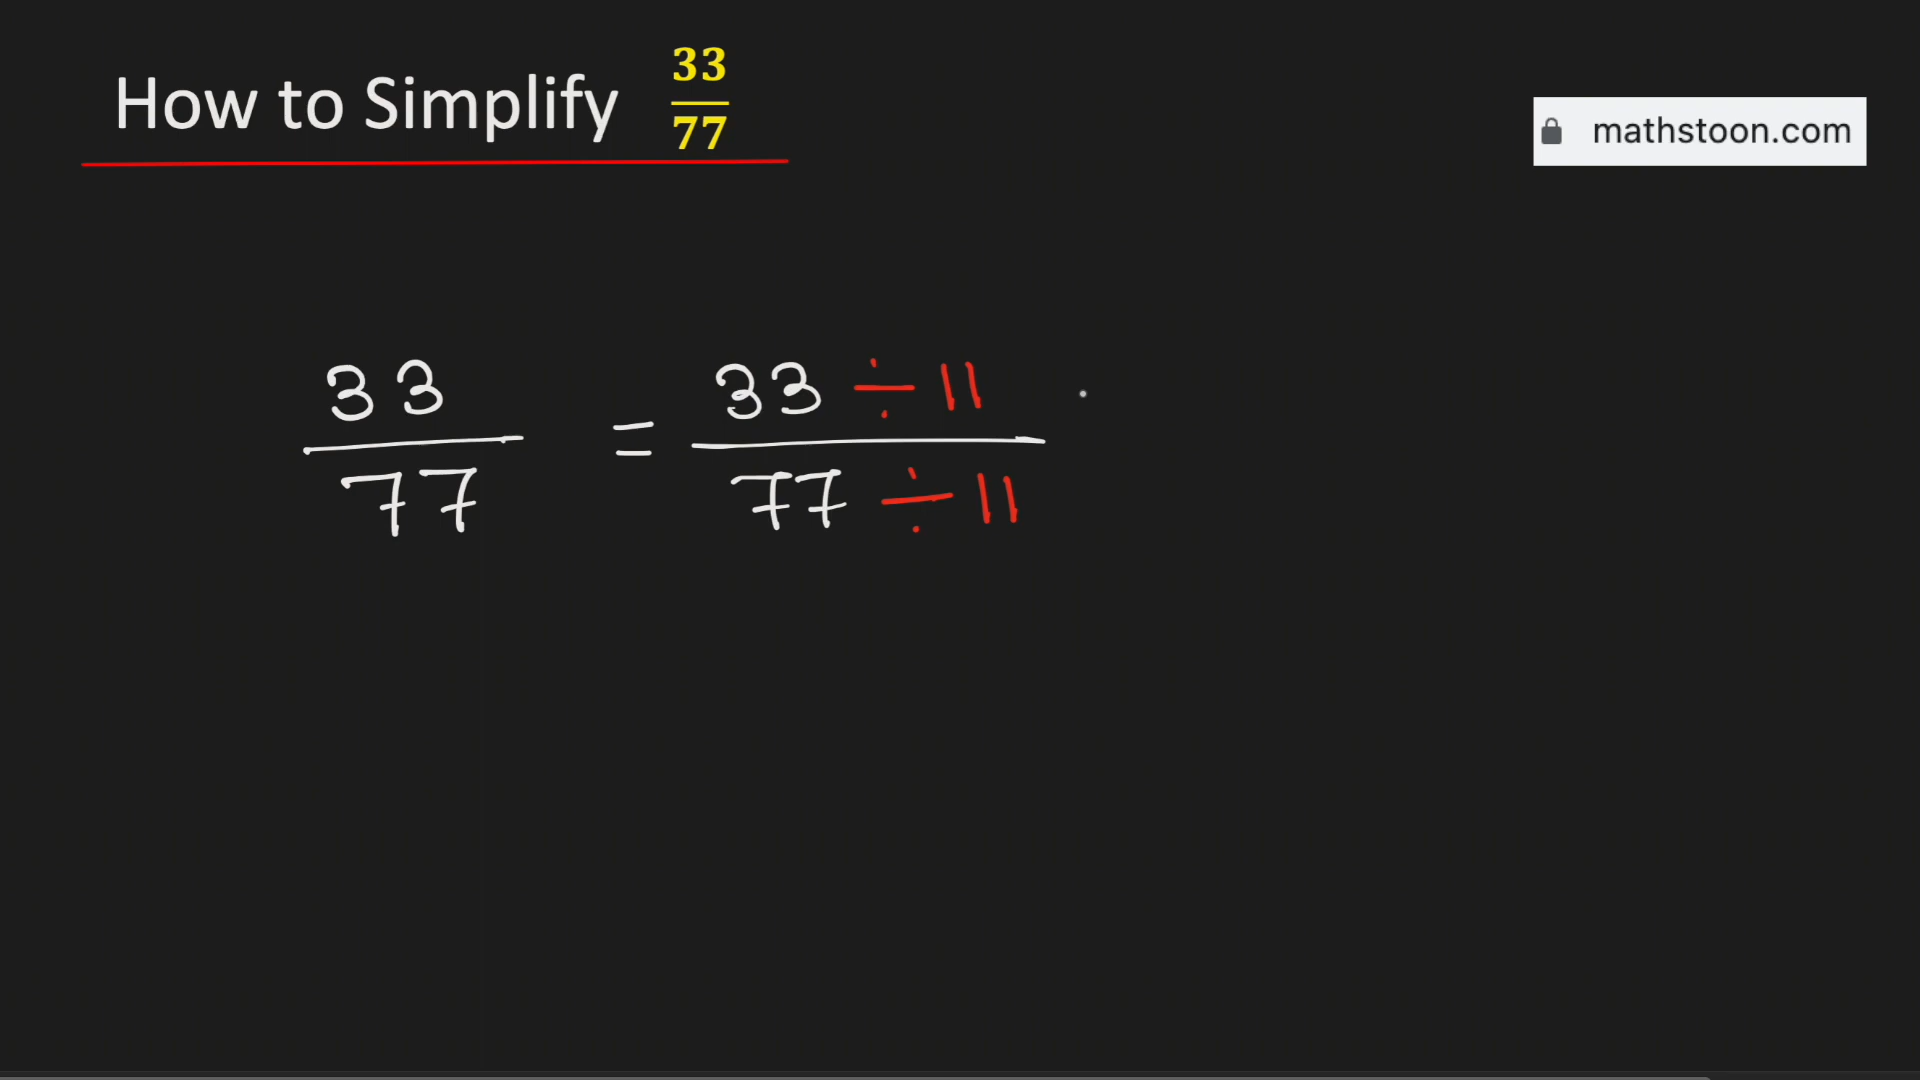 How to Simplify 33/77
mathstoon.com
33/77 = 33 ÷ 11/77 ÷ 11